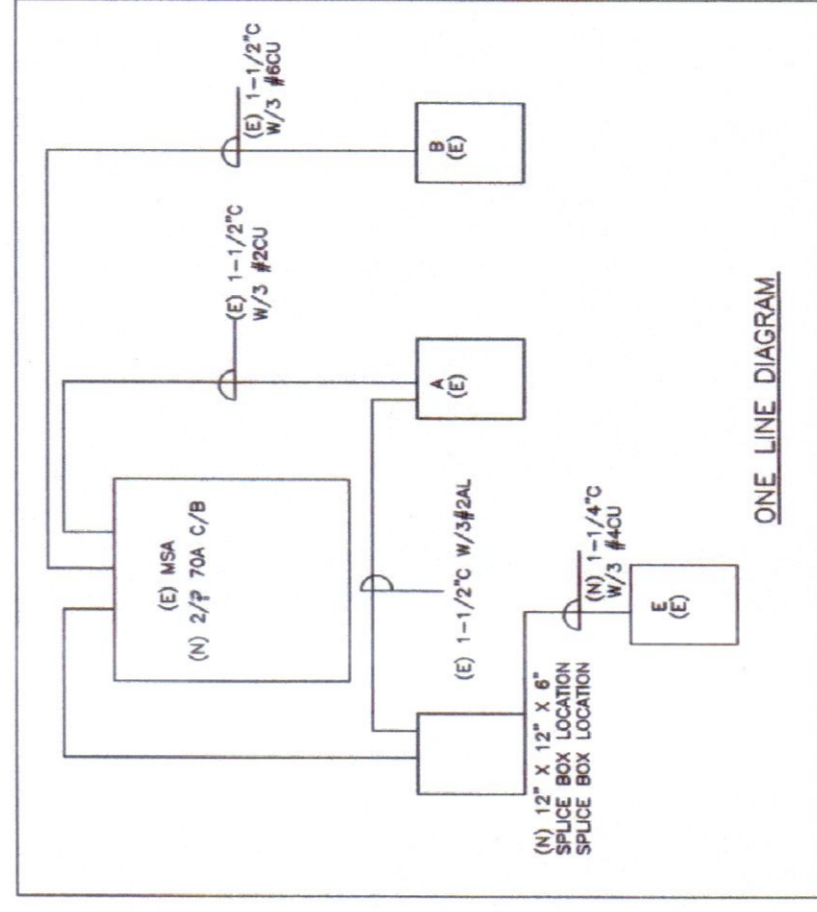 (E) MSA
(N) 2/P 70A C/B
(E) 1-1/2"C
W/3 #2CU
(E) 1-1/2"C
W/3 #6CU
(E) 1-1/2"C W/3#2AL
A
(E)
B
(E)
(N) 12" X 12" X 6"
SPLICE BOX LOCATION
SPLICE BOX LOCATION
(N) 1-1/4"C
W/3 #4CU
E
(E)
ONE LINE DIAGRAM